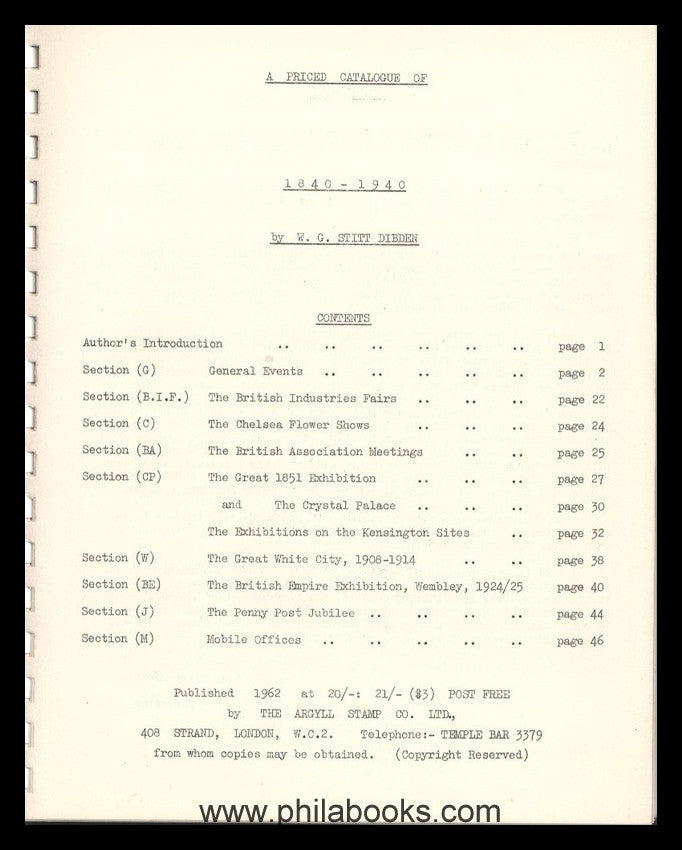 A PRICED CATALOGUE OF
1840-1940
by W. G. STITT DIBDEN
CONTENTS
Author's Introduction .. .. .. .. .. .. page 1
Section (G) General Events .. .. .. .. .. page 2
Section (B.I.F.) The British Industries Fairs .. .. .. page 22
Section (C) The Chelsea Flower Shows .. .. .. page 24
Section (BA) The British Association Meetings .. .. page 25
Section (CP) The Great 1851 Exhibition .. .. .. page 27
and The Crystal Palace .. .. .. page 30
The Exhibitions on the Kensington Sites .. page 32
Section (W) The Great White City, 1908-1914 .. .. page 38
Section (BE) The British Empire Exhibition, Wembley, 1924/25 page 40
Section (J) The Penny Post Jubilee .. .. .. .. page 44
Section (M) Mobile Offices .. .. .. .. .. page 46
Published 1962 at 20/-: 21/- ($3) POST FREE
by THE ARGYLL STAMP CO. LTD.,
408 STRAND, LONDON, W.C.2. Telephone:- TEMPLE BAR 3379
from whom copies may be obtained. (Copyright Reserved)
www.philabooks.com